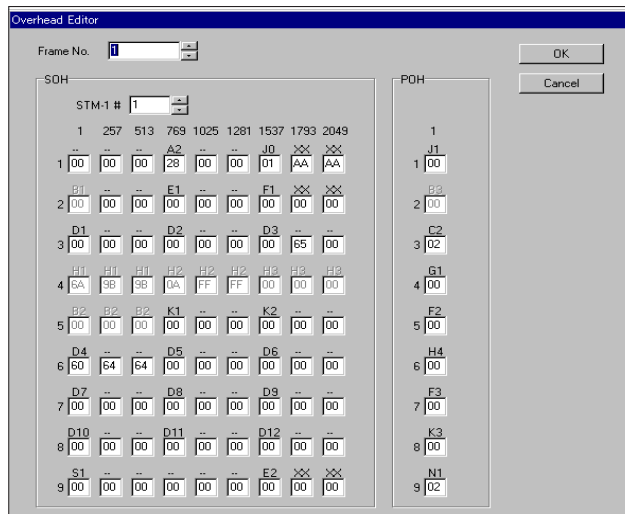 Overhead Editor
Frame No. 1
OK
Cancel
SOH
STM-1 # 1
1 257 513 769 1025 1281 1537 1793 2049
-- -- -- A2 -- -- J0 XX XX
1 00 00 00 28 00 00 01 AA AA
B1 -- -- E1 -- -- F1 XX XX
2 00 00 00 00 00 00 00 00 00
D1 -- -- D2 -- -- D3 -- --
3 00 00 00 00 00 00 00 65 00
H1 H1 H1 H2 H2 H2 H3 H3 H3
4 6A 9B 9B 0A FF FF 00 00 00
B2 B2 B2 K1 -- -- K2 -- --
5 00 00 00 00 00 00 00 00 00
D4 -- -- D5 -- -- D6 -- --
6 60 64 64 00 00 00 00 00 00
D7 -- -- D8 -- -- D9 -- --
7 00 00 00 00 00 00 00 00 00
D10 -- -- D11 -- -- D12 -- --
8 00 00 00 00 00 00 00 00 00
S1 -- -- -- -- -- E2 XX XX
9 00 00 00 00 00 00 00 00 00
POH
1
J1
1 00
B3
2 00
C2
3 02
G1
4 00
F2
5 00
H4
6 00
F3
7 00
K3
8 00
N1
9 02